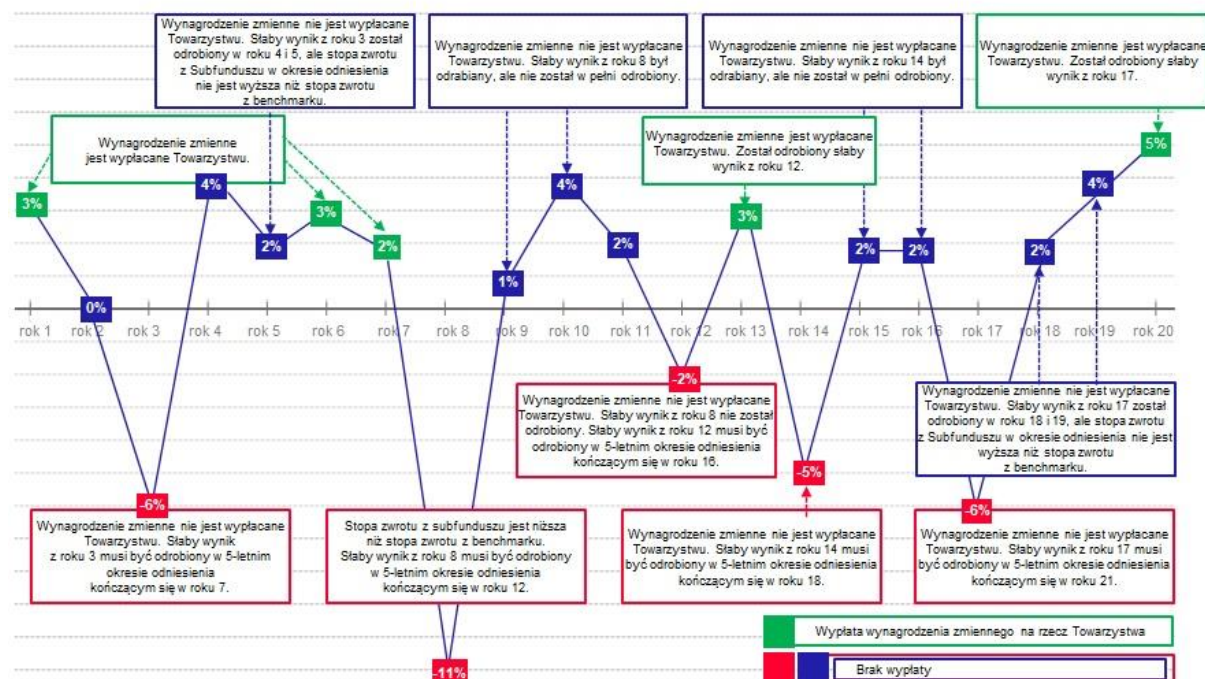 Wynagrodzenie zmienne nie jest wypłacane
Towarzystwu. Słaby wynik z roku 3 został
odrobiony w roku 4 i 5, ale stopa zwrotu
z Subfunduszu w okresie odniesienia
nie jest wyższa niż stopa zwrotu
z benchmarku.
Wynagrodzenie zmienne nie jest wypłacane
Towarzystwu. Słaby wynik z roku 8 był
odrabiany, ale nie został w pełni odrobiony.
Wynagrodzenie zmienne nie jest wypłacane
Towarzystwu. Słaby wynik z roku 14 był
odrabiany, ale nie został w pełni odrobiony.
Wynagrodzenie zmienne jest wypłacane
Towarzystwu. Został odrobiony słaby
wynik z roku 17.
Wynagrodzenie zmienne
jest wypłacane Towarzystwu.
Wynagrodzenie zmienne jest wypłacane
Towarzystwu. Został odrobiony słaby
wynik z roku 12.
3%
0%
-6%
4%
2%
3%
2%
-11%
1%
4%
2%
-2%
3%
-5%
2%
2%
-6%
2%
4%
5%
rok 1
rok 2
rok 3
rok 4
rok 5
rok 6
rok 7
rok 8
rok 9
rok 10
rok 11
rok 12
rok 13
rok 14
rok 15
rok 16
rok 17
rok 18
rok 19
rok 20
Wynagrodzenie zmienne nie jest wypłacane
Towarzystwu. Słaby wynik z roku 8 nie został
odrobiony. Słaby wynik z roku 12 musi być
odrobiony w 5-letnim okresie odniesienia
kończącym się w roku 16.
Wynagrodzenie zmienne nie jest wypłacane
Towarzystwu. Słaby wynik z roku 17 został
odrobiony w roku 18 i 19, ale stopa zwrotu
z Subfunduszu w okresie odniesienia nie jest
wyższa niż stopa zwrotu
z benchmarku.
Wynagrodzenie zmienne nie jest wypłacane
Towarzystwu. Słaby wynik
z roku 3 musi być odrobiony w 5-letnim
okresie odniesienia
kończącym się w roku 7.
Stopa zwrotu z subfunduszu jest niższa
niż stopa zwrotu z benchmarku.
Słaby wynik z roku 8 musi być odrobiony
w 5-letnim okresie odniesienia
kończącym się w roku 12.
Wynagrodzenie zmienne nie jest wypłacane
Towarzystwu. Słaby wynik z roku 14 musi
być odrobiony w 5-letnim okresie odniesienia
kończącym się w roku 18.
Wynagrodzenie zmienne nie jest wypłacane
Towarzystwu. Słaby wynik z roku 17 musi
być odrobiony w 5-letnim okresie odniesienia
kończącym się w roku 21.
Wypłata wynagrodzenia zmiennego na rzecz Towarzystwa
Brak wypłaty